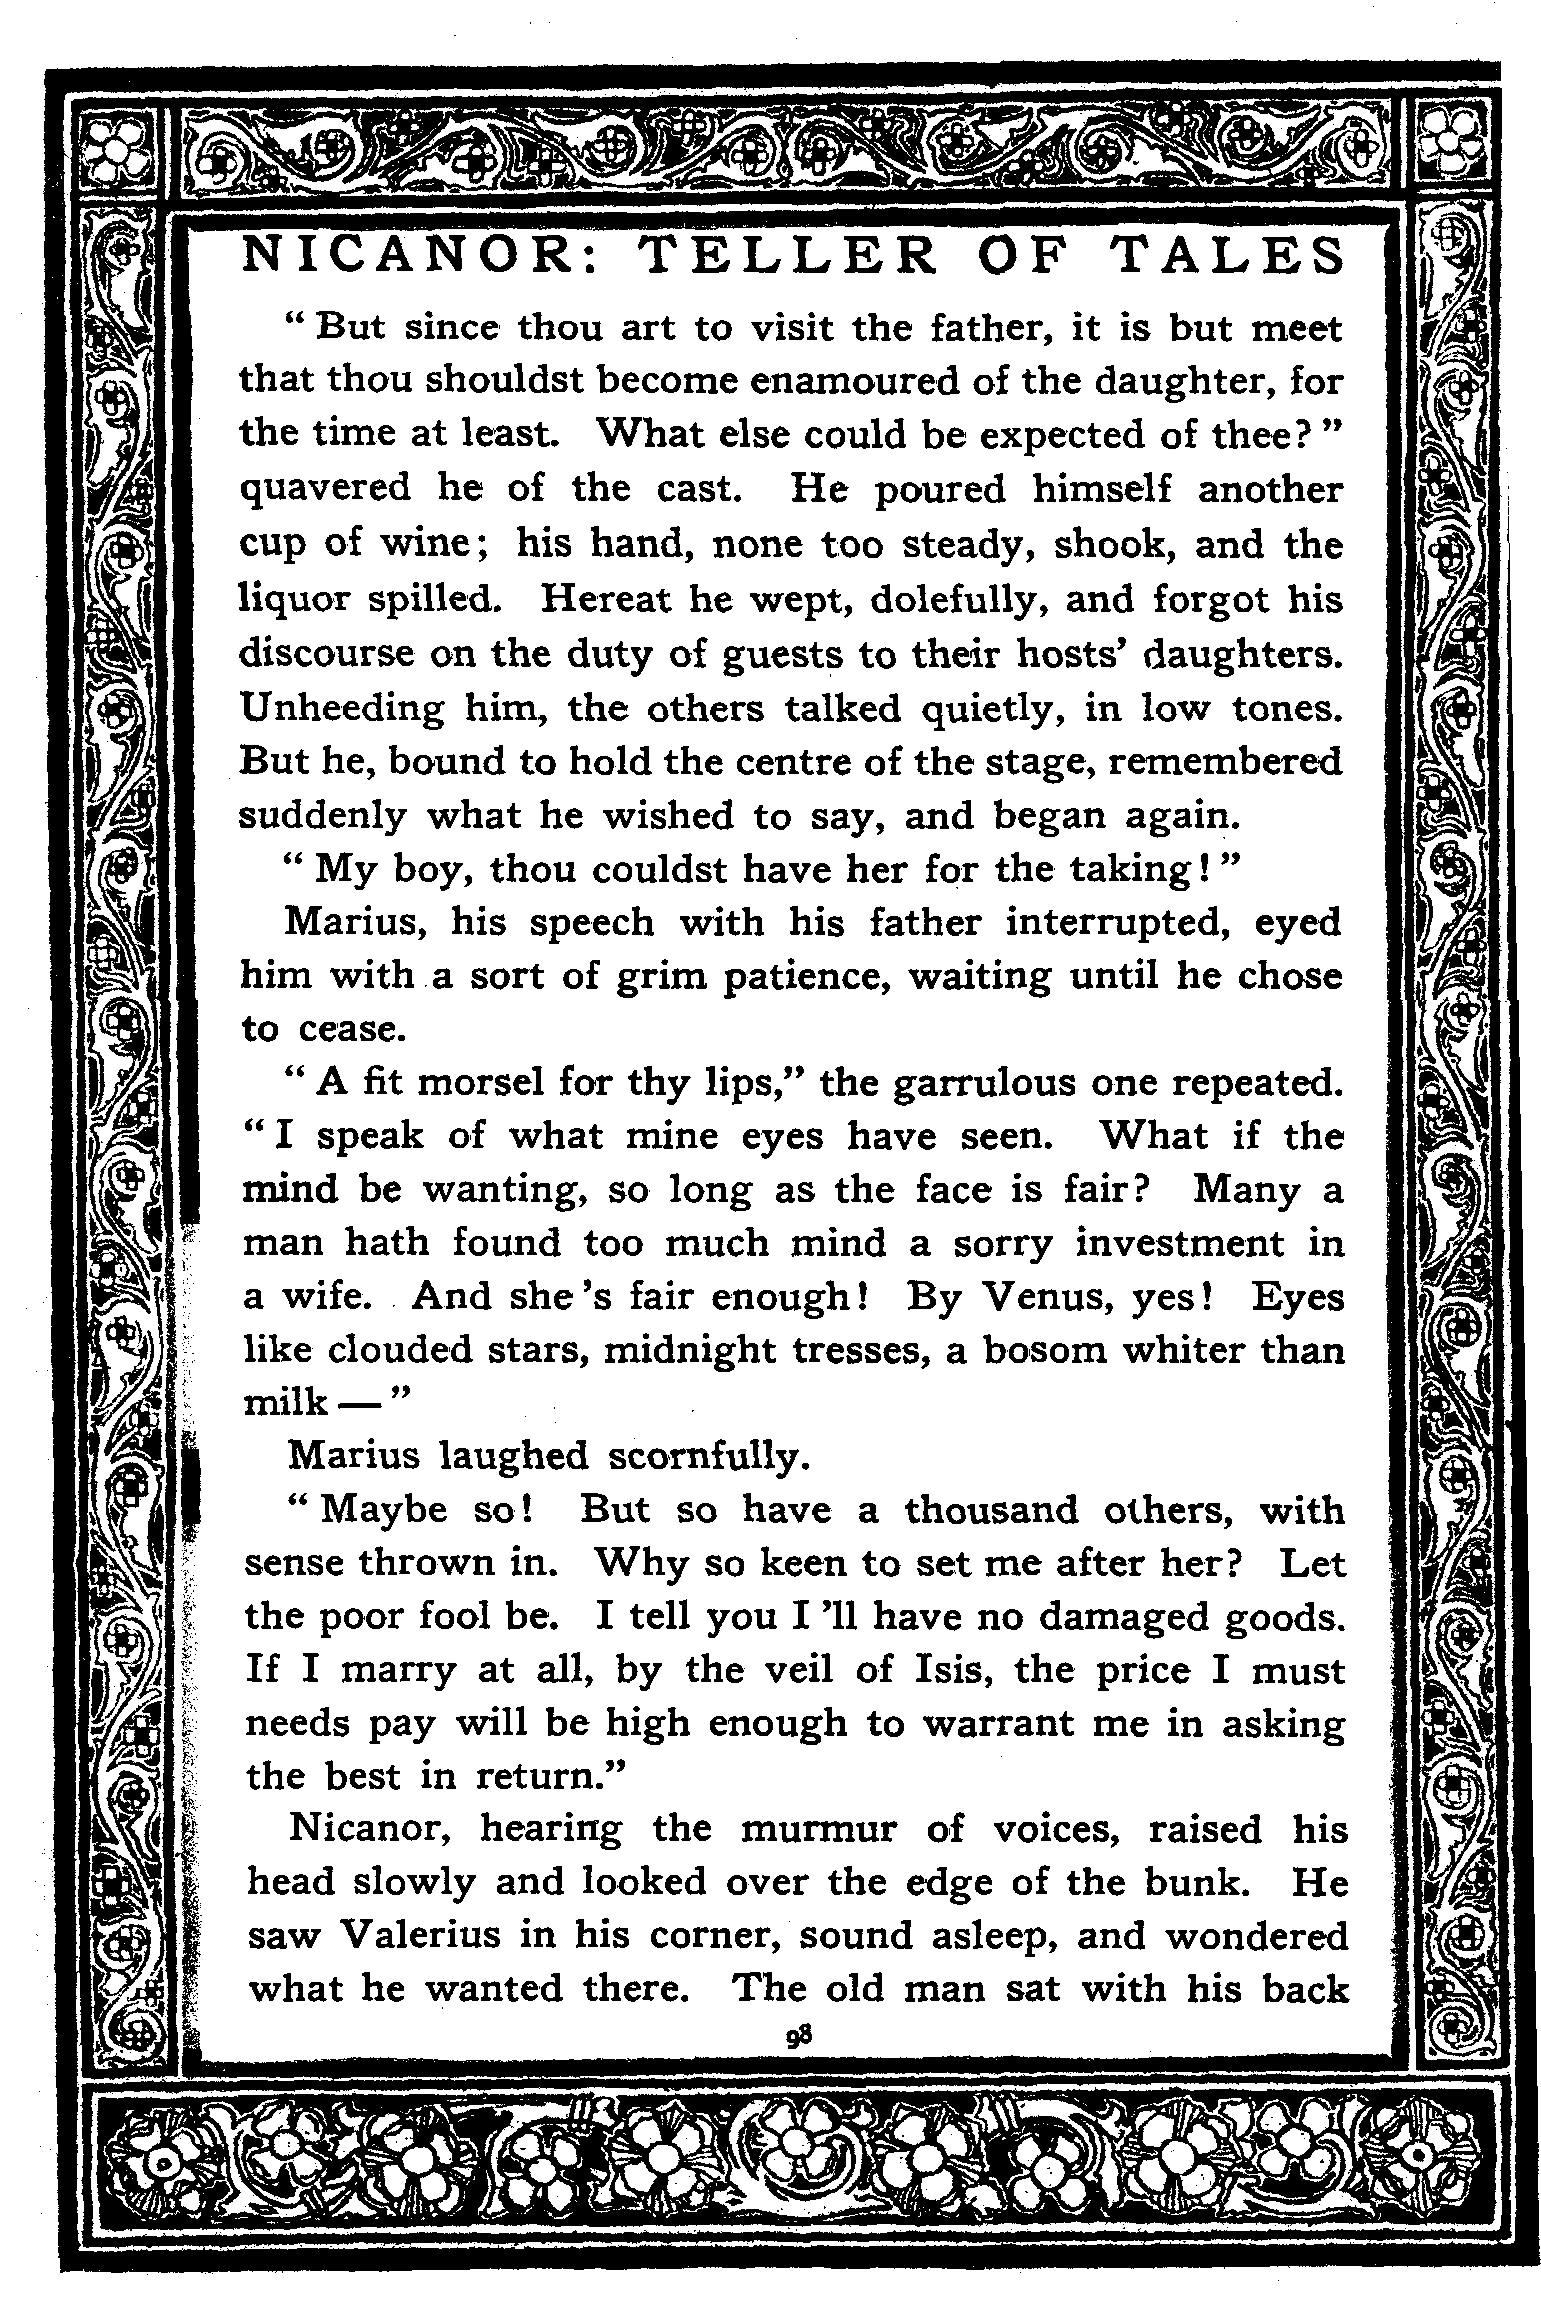 NICANOR: TELLER OF TALES
“ But since thou art to visit the father, it is but meet
that thou shouldst become enamoured of the daughter, for
the time at least. What else could be expected of thee? ”
quavered he of the cast. He poured himself another
cup of wine; his hand, none too steady, shook, and the
liquor spilled. Hereat he wept, dolefully, and forgot his
discourse on the duty of guests to their hosts’ daughters.
Unheeding him, the others talked quietly, in low tones.
But he, bound to hold the centre of the stage, remembered
suddenly what he wished to say, and began again.
“ My boy, thou couldst have her for the taking! ”
Marius, his speech with his father interrupted, eyed
him with a sort of grim patience, waiting until he chose
to cease.
“ A fit morsel for thy lips,” the garrulous one repeated.
“ I speak of what mine eyes have seen. What if the
mind be wanting, so long as the face is fair? Many a
man hath found too much mind a sorry investment in
a wife. And she ’s fair enough! By Venus, yes! Eyes
like clouded stars, midnight tresses, a bosom whiter than
milk — ”
Marius laughed scornfully.
“ Maybe so! But so have a thousand others, with
sense thrown in. Why so keen to set me after her? Let
the poor fool be. I tell you I ’ll have no damaged goods.
If I marry at all, by the veil of Isis, the price I must
needs pay will be high enough to warrant me in asking
the best in return.”
Nicanor, hearing the murmur of voices, raised his
head slowly and looked over the edge of the bunk. He
saw Valerius in his corner, sound asleep, and wondered
what he wanted there. The old man sat with his back
98